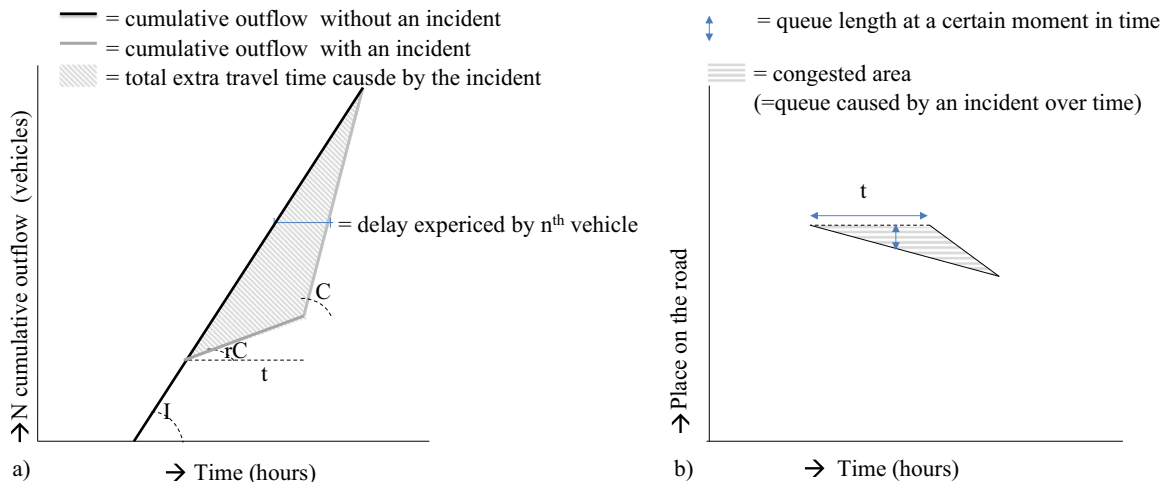 = cumulative outflow without an incident
= cumulative outflow with an incident
= total extra travel time causde by the incident
→N cumulative outflow (vehicles)
= delay expericed by nth vehicle
C
rC
t
I
a)
→ Time (hours)
= queue length at a certain moment in time
= congested area
(=queue caused by an incident over time)
t
→Place on the road
b)
→ Time (hours)